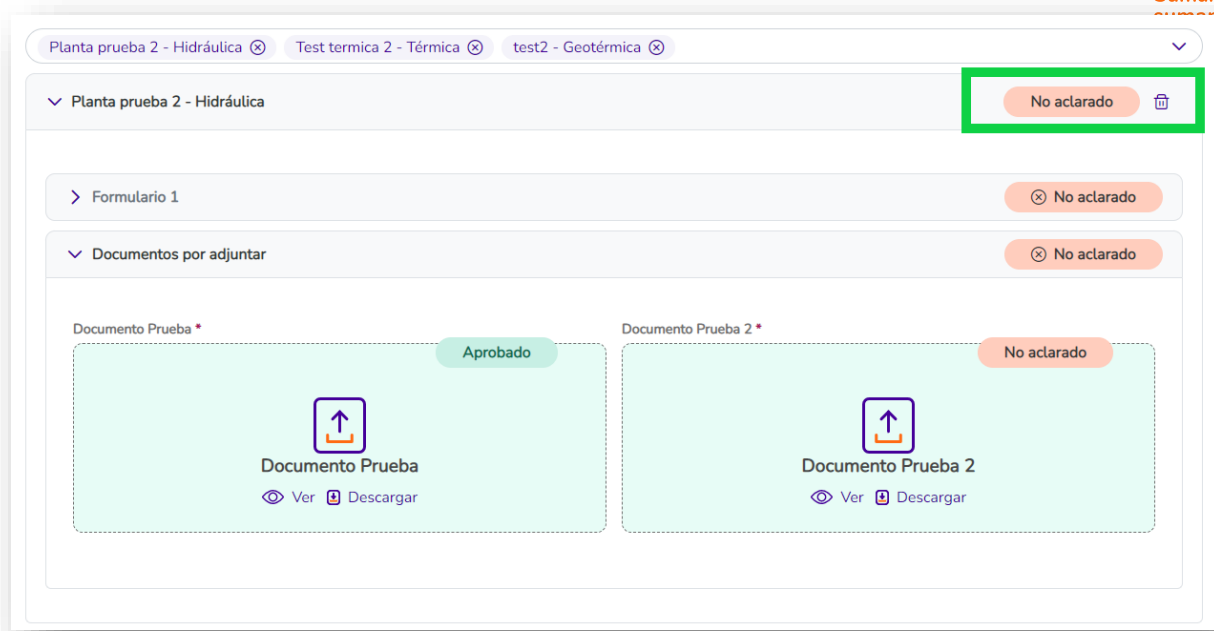 Planta prueba 2 - Hidráulica Test termica 2 - Térmica test2 - Geotérmica
Planta prueba 2 - Hidráulica No aclarado
Formulario 1 No aclarado
Documentos por adjuntar No aclarado
Documento Prueba * Documento Prueba 2 *
Aprobado No aclarado
Documento Prueba Documento Prueba 2
Ver Descargar Ver Descargar